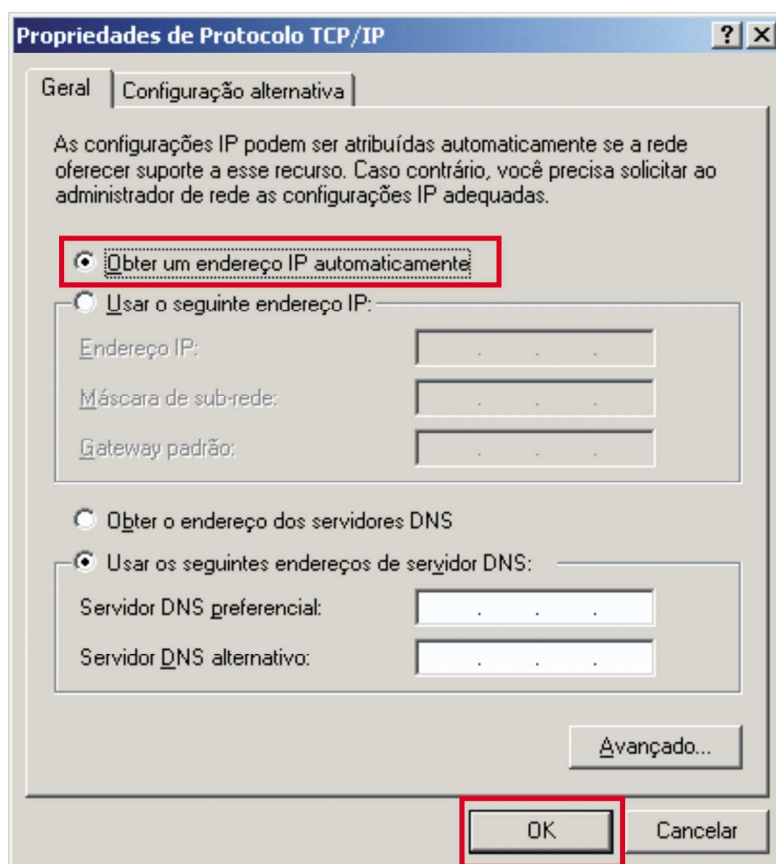 Propriedades de Protocolo TCP/IP
Geral
Configuração alternativa
As configurações IP podem ser atribuídas automaticamente se a rede
oferecer suporte a esse recurso. Caso contrário, você precisa solicitar ao
administrador de rede as configurações IP adequadas.
Obter um endereço IP automaticamente
Usar o seguinte endereço IP:
Endereço IP:
Máscara de sub-rede:
Gateway padrão:
Obter o endereço dos servidores DNS
Usar os seguintes endereços de servidor DNS:
Servidor DNS preferencial:
Servidor DNS alternativo:
Avançado...
OK
Cancelar